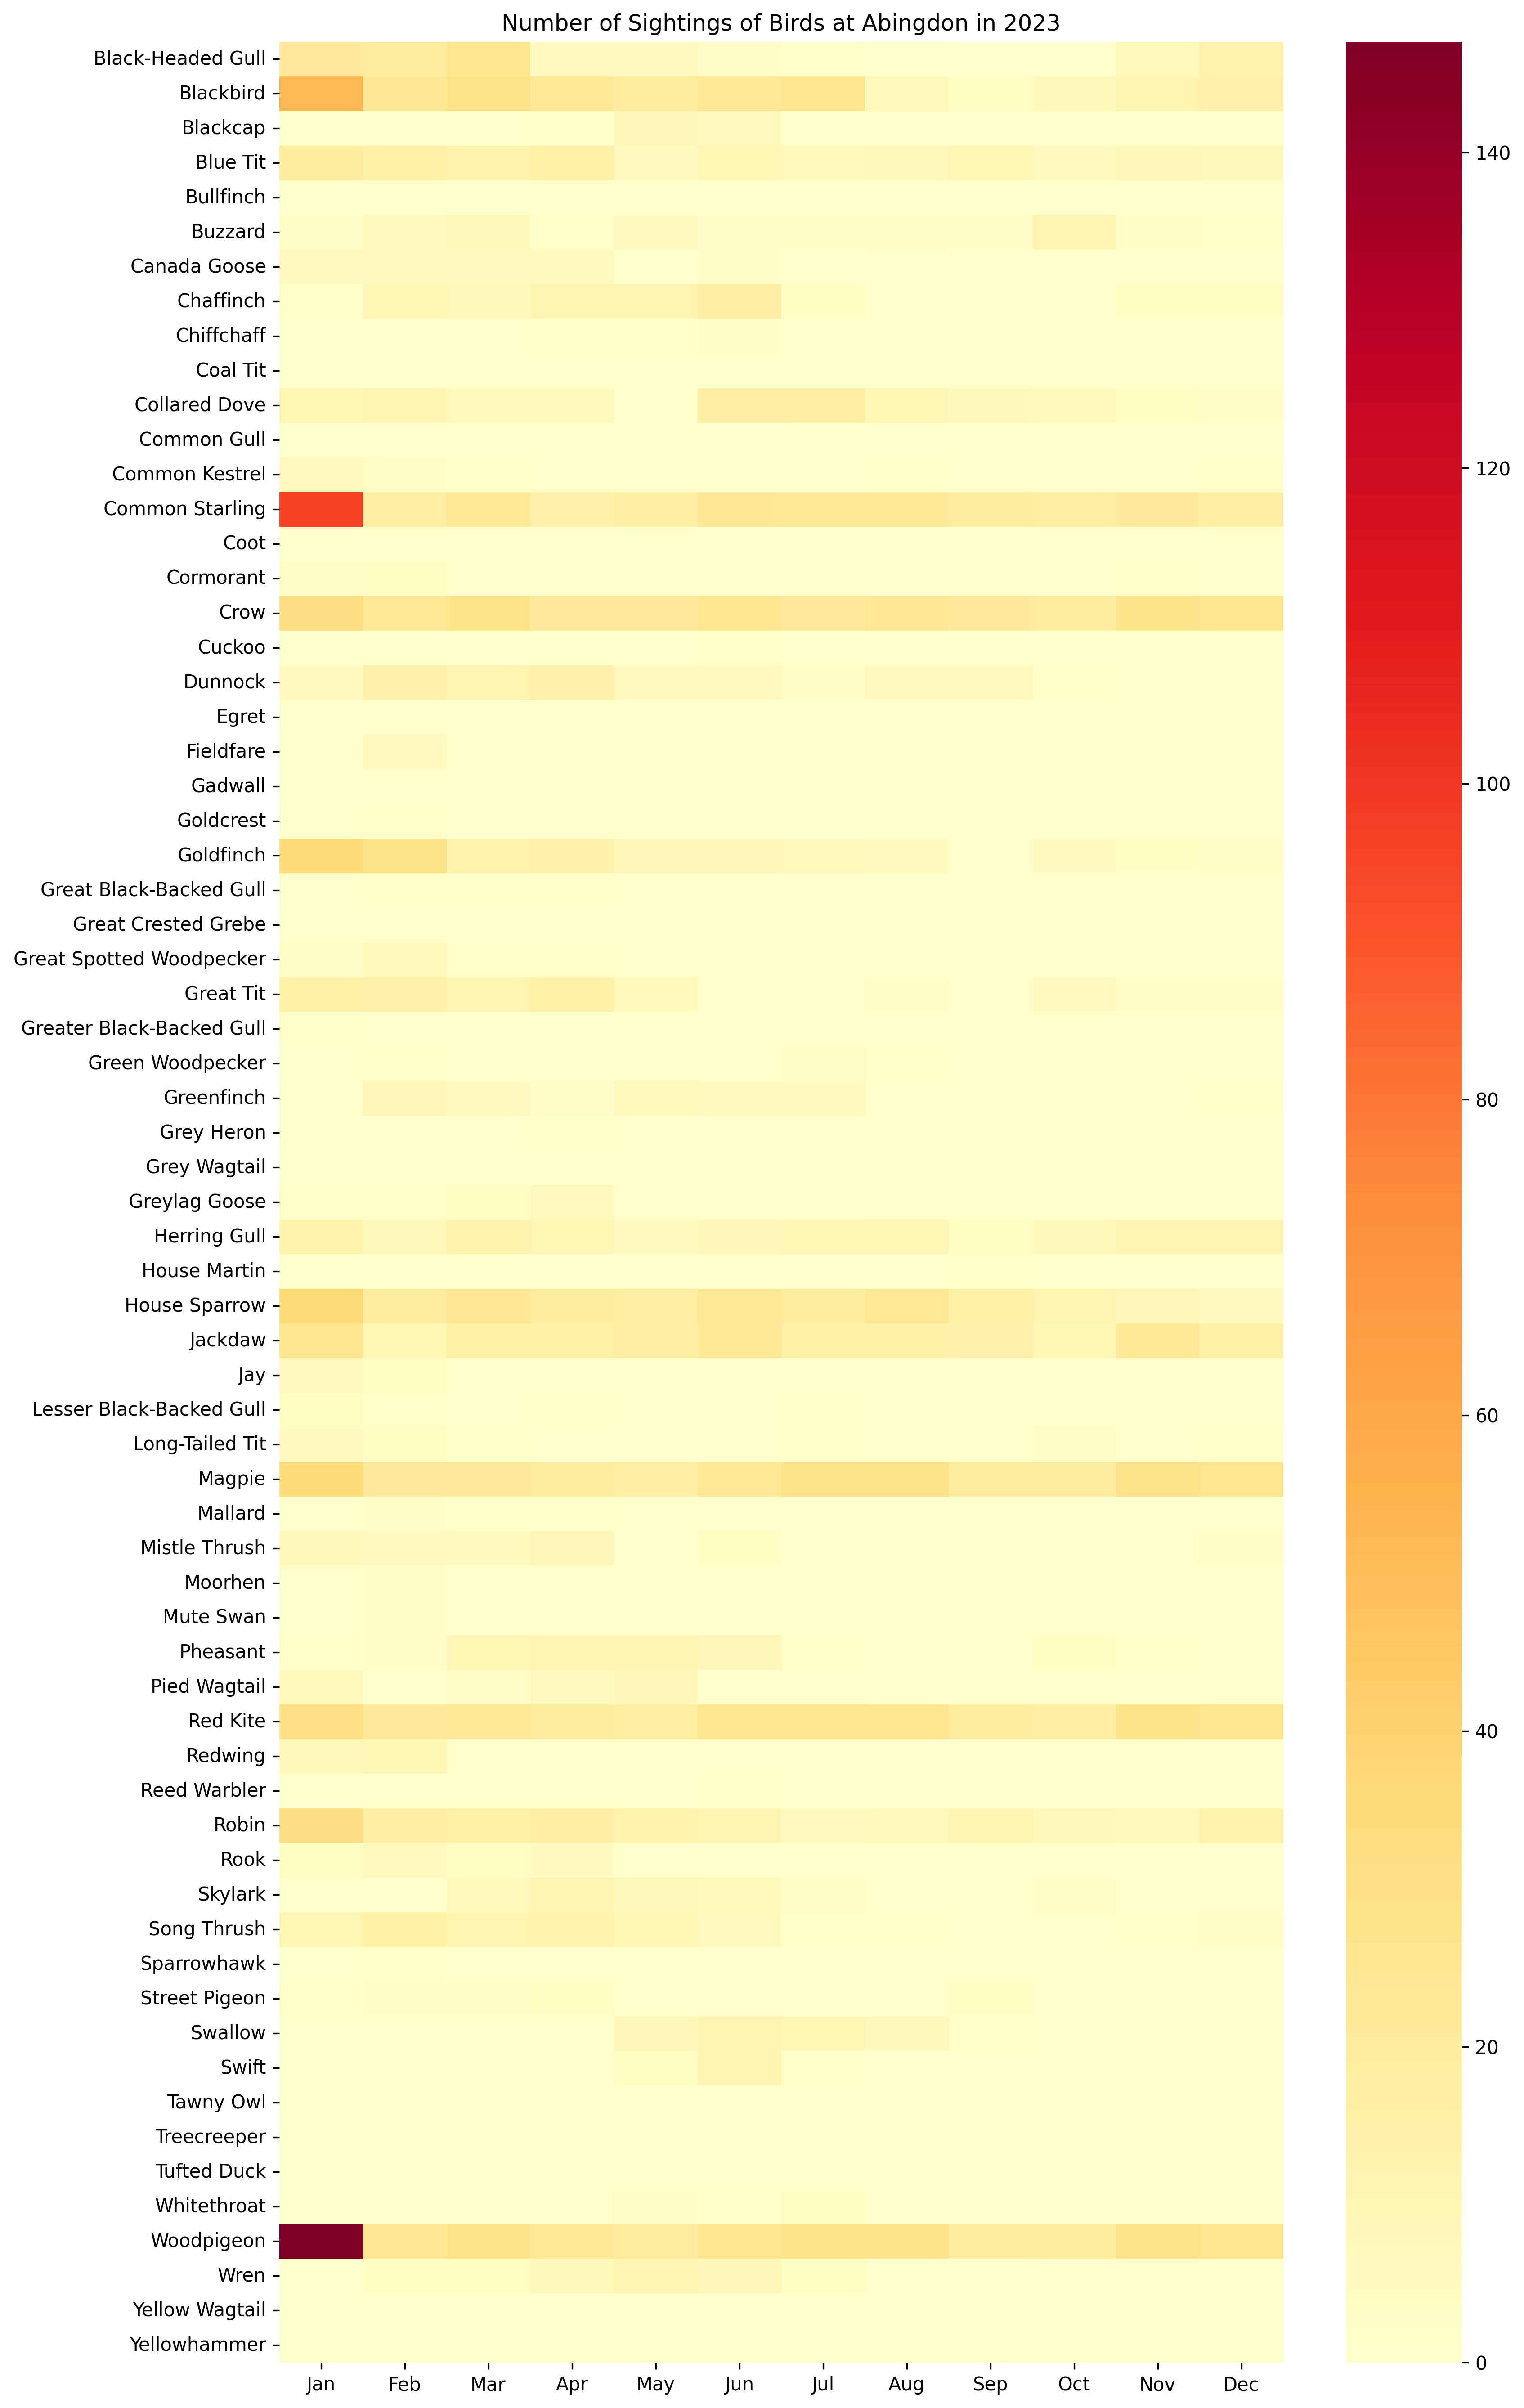 Number of Sightings of Birds at Abingdon in 2023
Black-Headed Gull
Blackbird
Blackcap
Blue Tit
Bullfinch
Buzzard
Canada Goose
Chaffinch
Chiffchaff
Coal Tit
Collared Dove
Common Gull
Common Kestrel
Common Starling
Coot
Cormorant
Crow
Cuckoo
Dunnock
Egret
Fieldfare
Gadwall
Goldcrest
Goldfinch
Great Black-Backed Gull
Great Crested Grebe
Great Spotted Woodpecker
Great Tit
Greater Black-Backed Gull
Green Woodpecker
Greenfinch
Grey Heron
Grey Wagtail
Greylag Goose
Herring Gull
House Martin
House Sparrow
Jackdaw
Jay
Lesser Black-Backed Gull
Long-Tailed Tit
Magpie
Mallard
Mistle Thrush
Moorhen
Mute Swan
Pheasant
Pied Wagtail
Red Kite
Redwing
Reed Warbler
Robin
Rook
Skylark
Song Thrush
Sparrowhawk
Street Pigeon
Swallow
Swift
Tawny Owl
Treecreeper
Tufted Duck
Whitethroat
Woodpigeon
Wren
Yellow Wagtail
Yellowhammer
Jan Feb Mar Apr May Jun Jul Aug Sep Oct Nov Dec
140
120
100
80
60
40
20
0